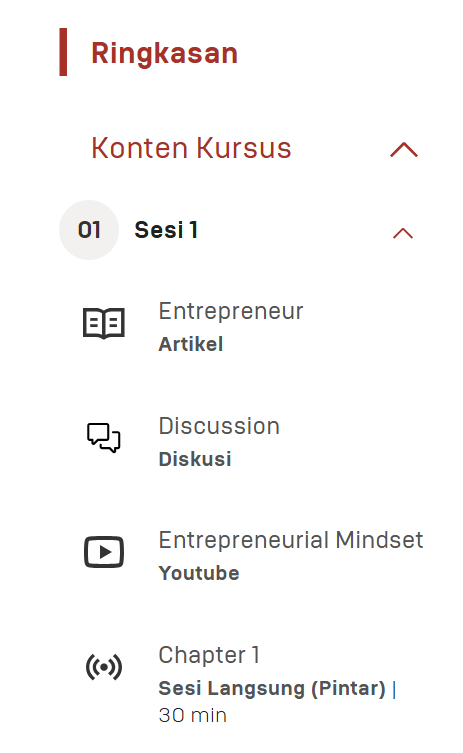 Ringkasan
Konten Kursus
01 Sesi 1
Entrepreneur
Artikel
Discussion
Diskusi
Entrepreneurial Mindset
Youtube
Chapter 1
Sesi Langsung (Pintar) |
30 min